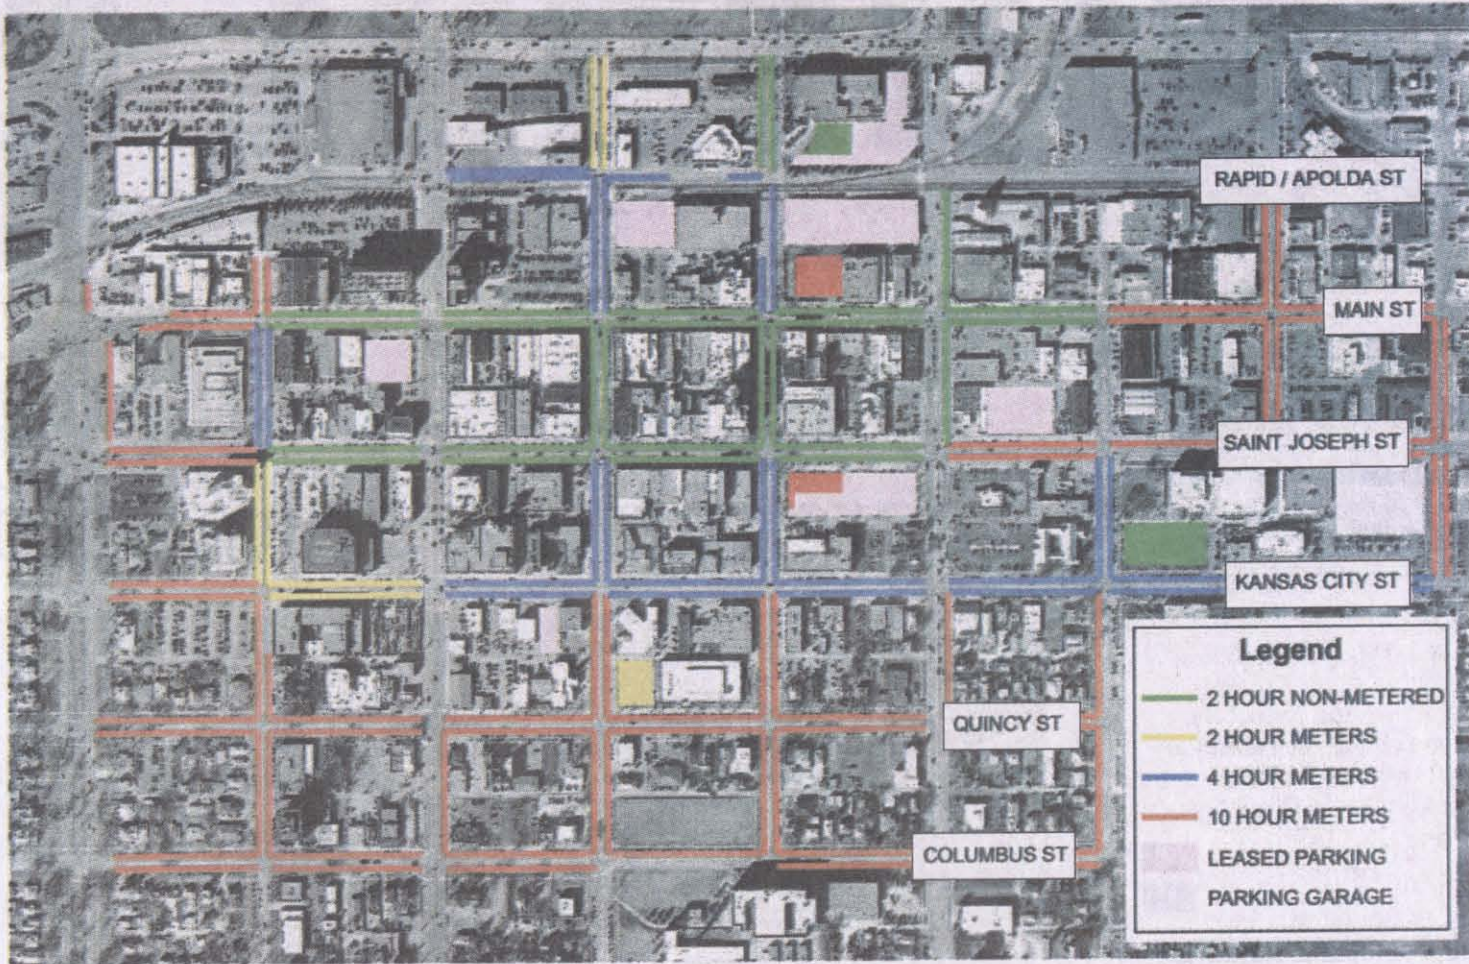 RAPID / APOLDA ST
MAIN ST
SAINT JOSEPH ST
KANSAS CITY ST
QUINCY ST
COLUMBUS ST
Legend
2 HOUR NON-METERED
2 HOUR METERS
4 HOUR METERS
10 HOUR METERS
LEASED PARKING
PARKING GARAGE